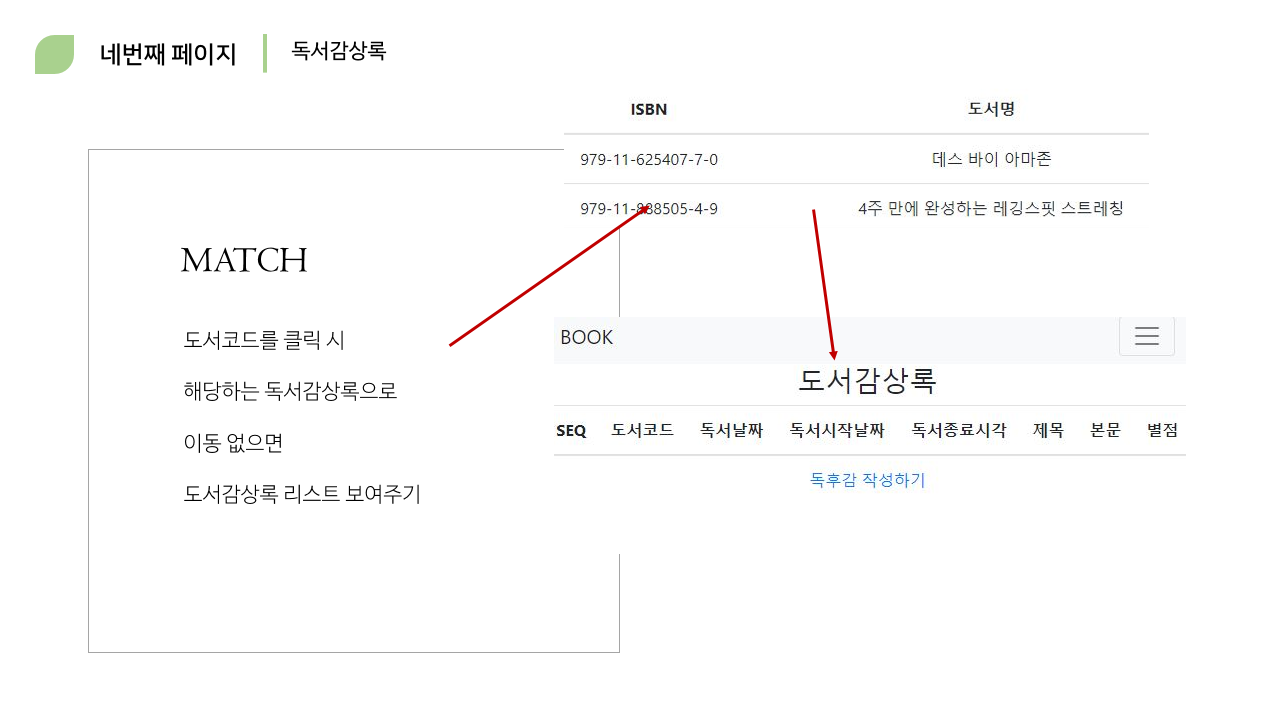 네번째 페이지
독서감상록
ISBN 도서명
979-11-625407-7-0 데스 바이 아마존
979-11-888505-4-9 4주 만에 완성하는 레깅스핏 스트레칭
MATCH
도서코드를 클릭 시
해당하는 독서감상록으로
이동 없으면
도서감상록 리스트 보여주기
BOOK
도서감상록
SEQ 도서코드 독서날짜 독서시작날짜 독서종료시각 제목 본문 별점
독후감 작성하기